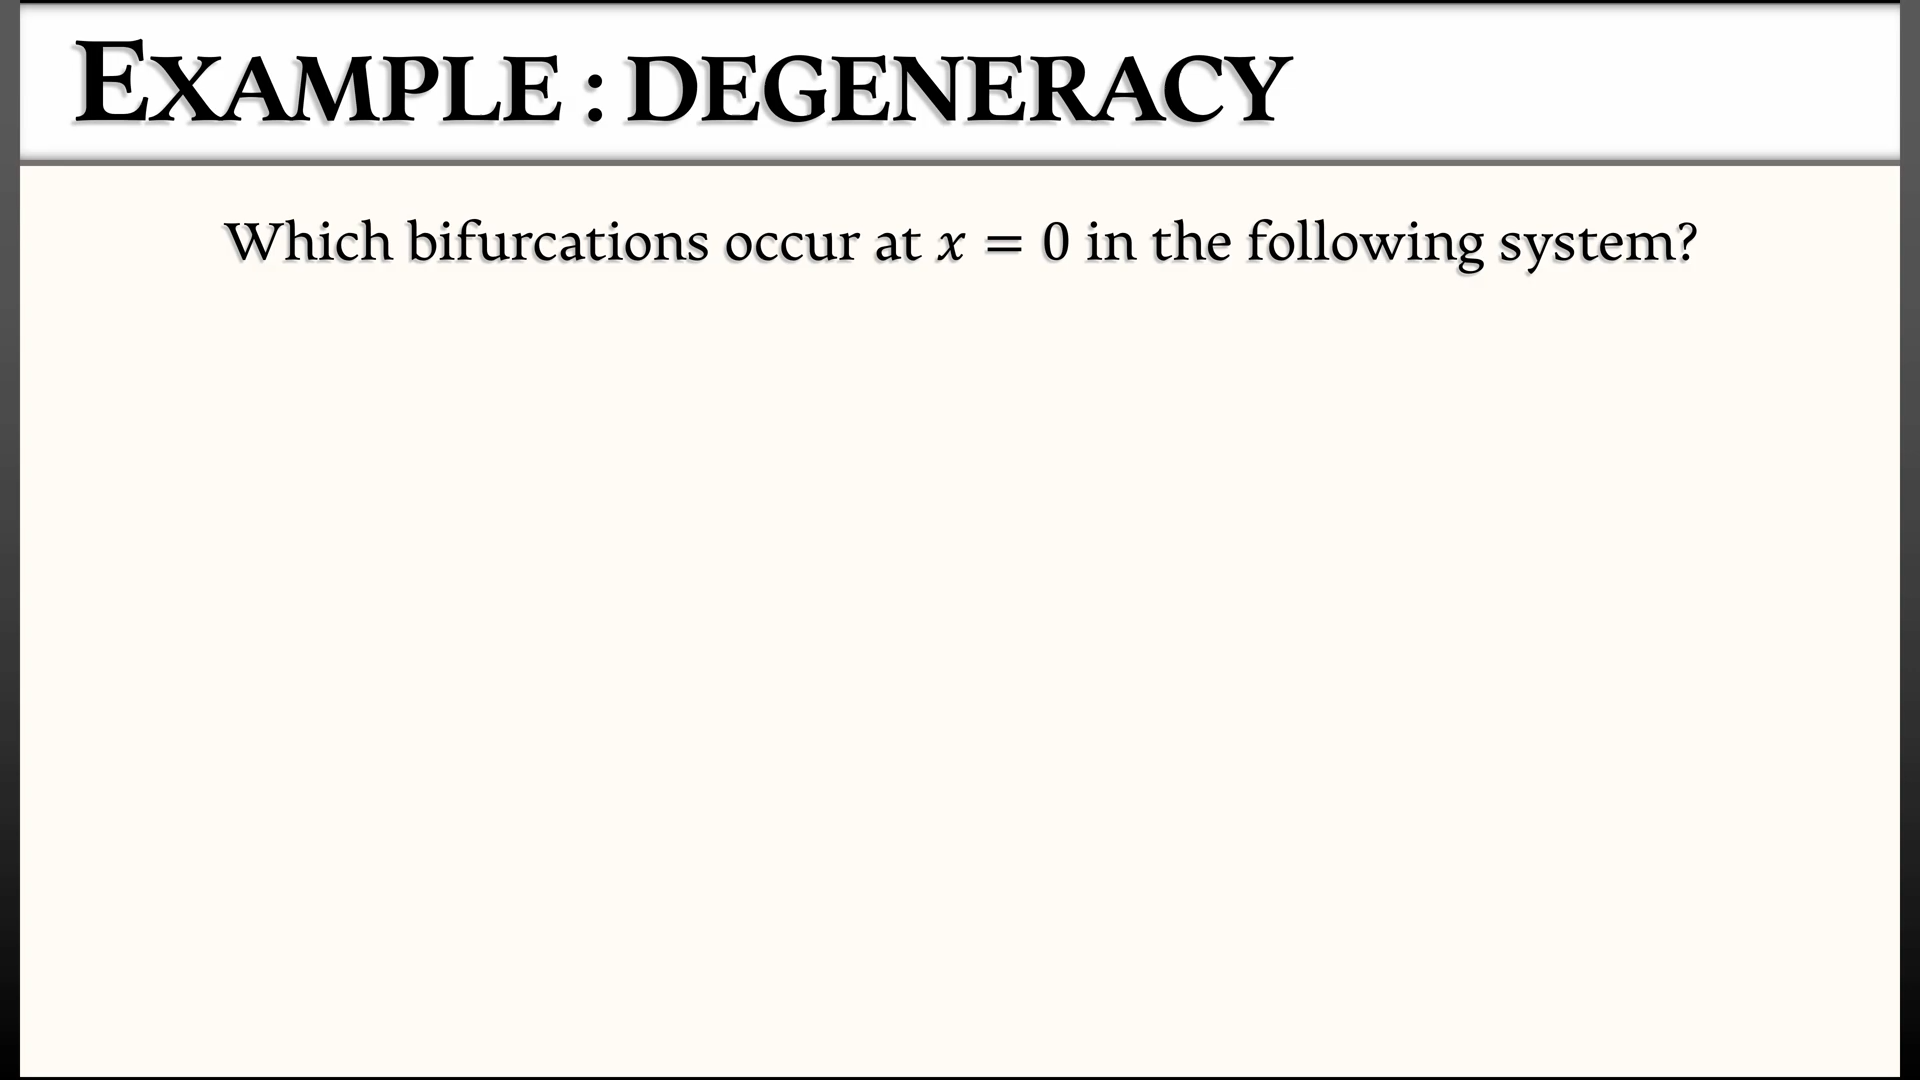 EXAMPLE : DEGENERACY
Which bifurcations occur at x = 0 in the following system?